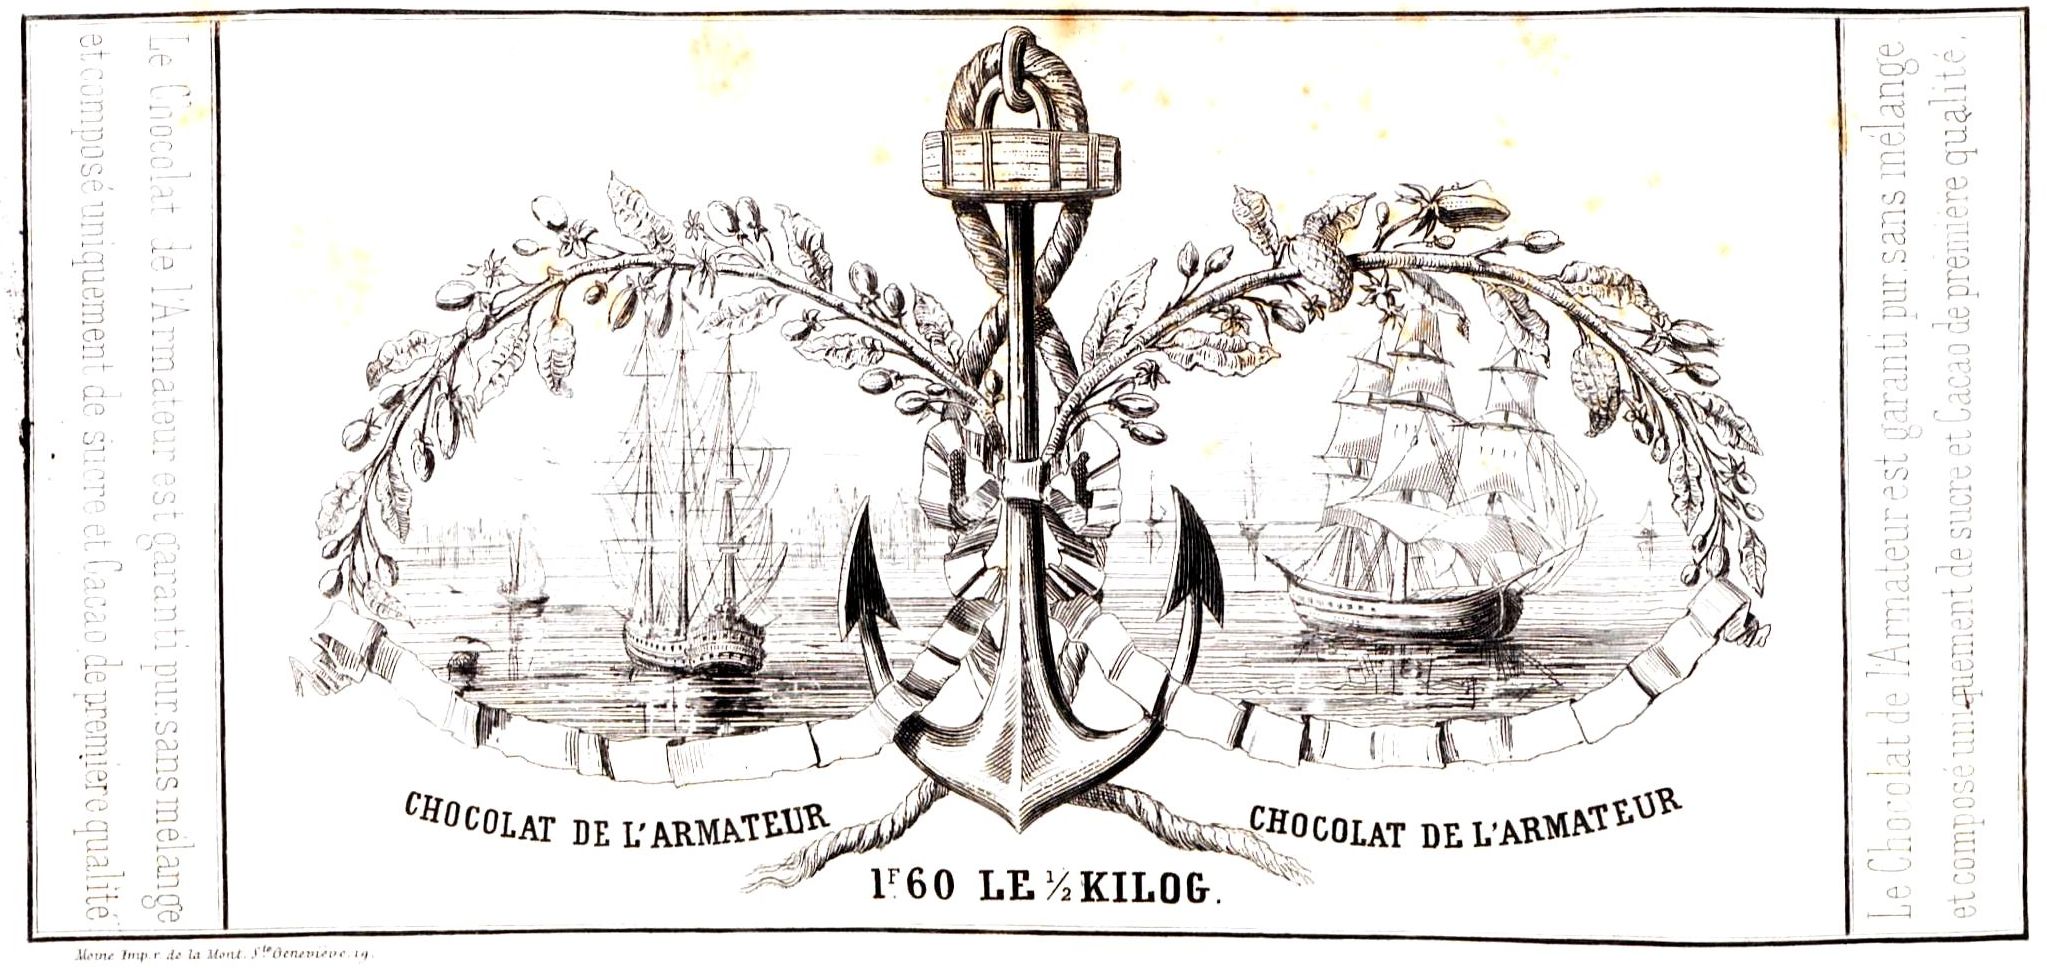 Le Chocolat de l'Armateur est garanti pur sans mélange
et composé uniquement de sucre et Cacao de première qualité
CHOCOLAT DE L'ARMATEUR
CHOCOLAT DE L'ARMATEUR
1F.60 LE ½ KILOG.
Le Chocolat de l'Armateur est garanti pur sans mélange
et composé uniquement de sucre et Cacao de première qualité.
Moine Imp. r. de la Mont. Ste Geneviève. 19.